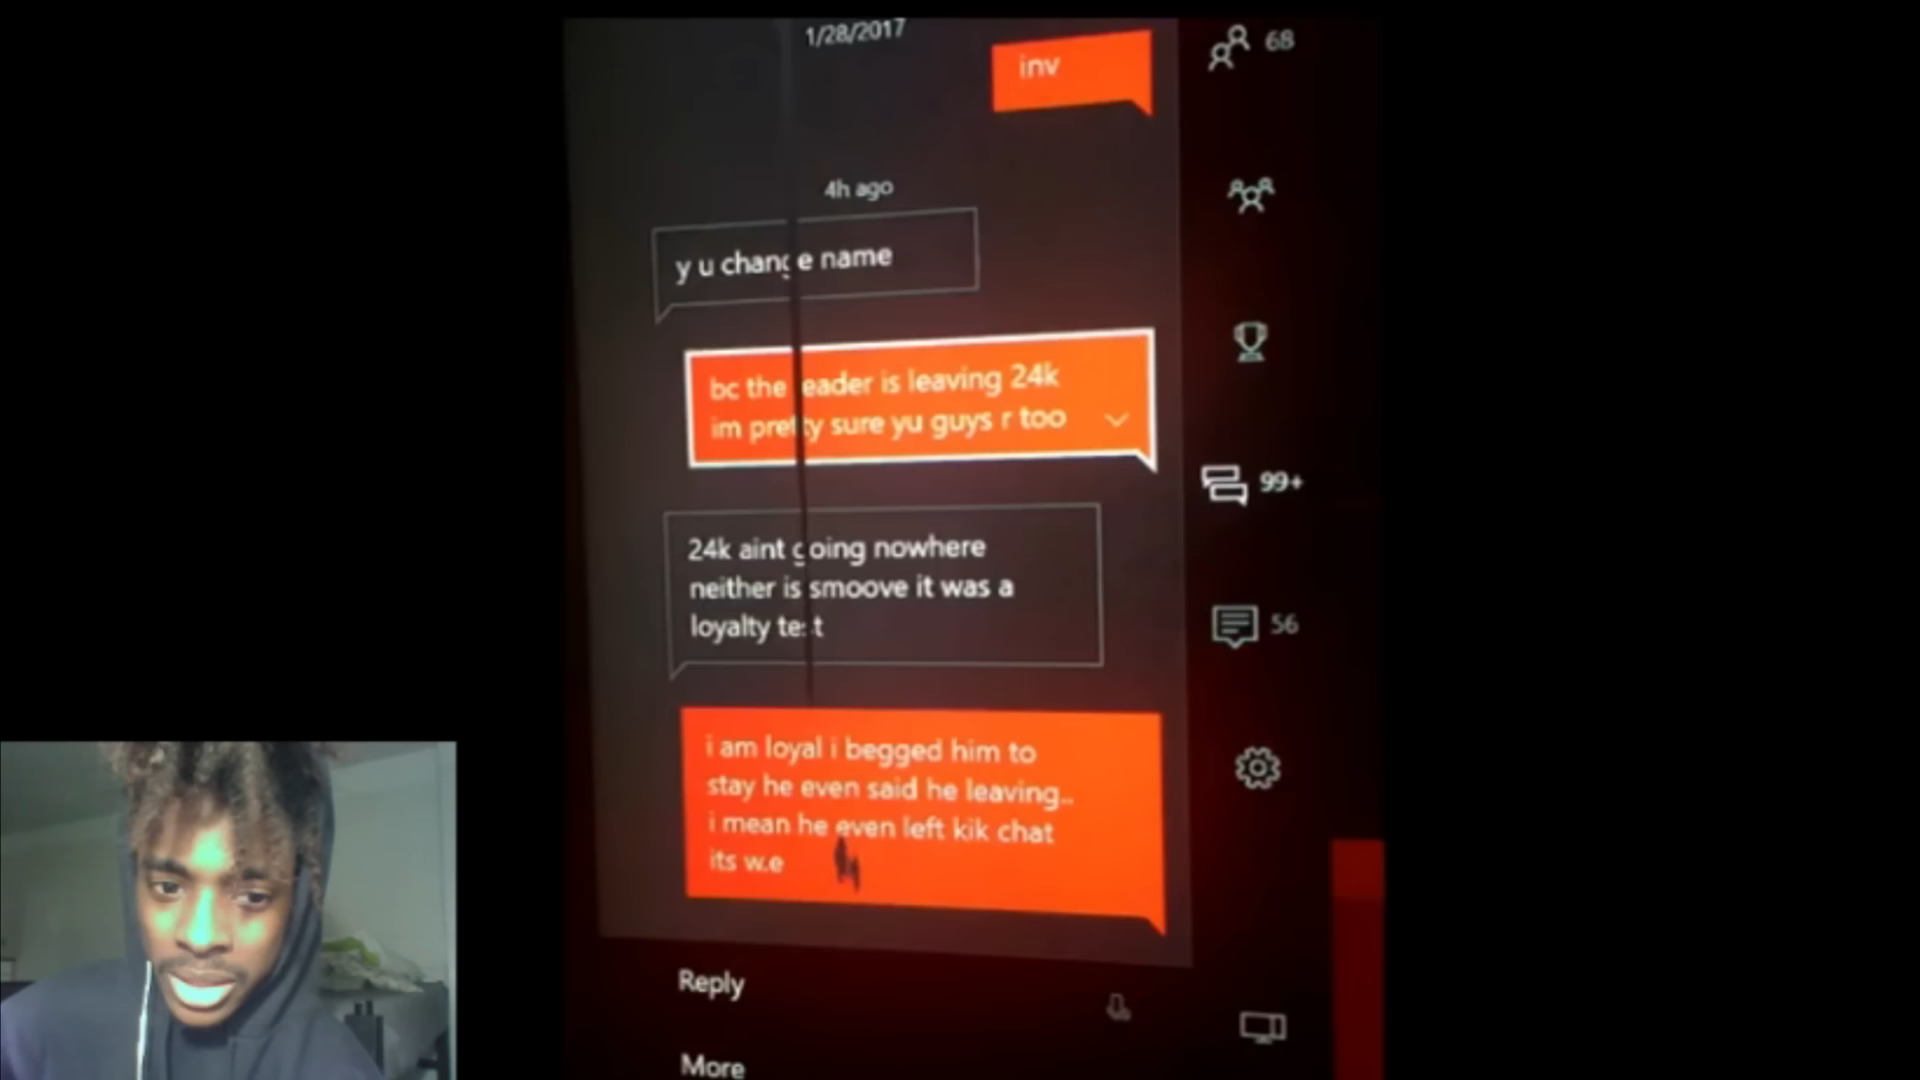 1/28/2017
inv
68
4h ago
y u change name
bc the leader is leaving 24k
im pretty sure yu guys r too
99+
24k aint going nowhere
neither is smoove it was a
loyalty test
56
i am loyal i begged him to
stay he even said he leaving..
i mean he even left kik chat
its w.e
Reply
More